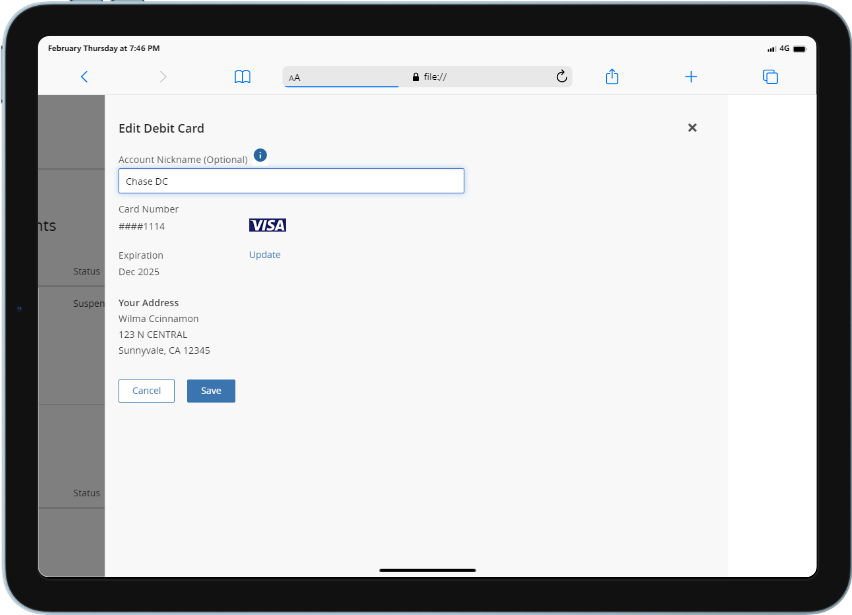 February Thursday at 7:46 PM
4G
AA
file://
Edit Debit Card
Account Nickname (Optional)
Chase DC
Card Number
####1114
VISA
Expiration
Update
Dec 2025
Your Address
Wilma Ccinnamon
123 N CENTRAL
Sunnyvale, CA 12345
Cancel
Save
nts
Status
Suspen
Status